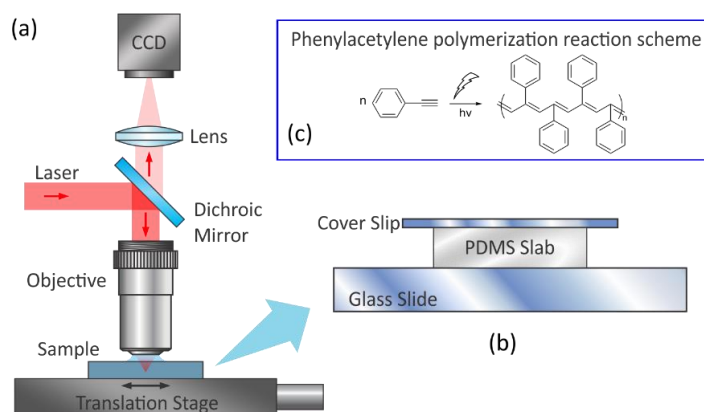 (a)
CCD
Lens
Laser
Dichroic
Mirror
Objective
Sample
Translation Stage
Phenylacetylene polymerization reaction scheme
n
hv
n
(c)
Cover Slip
PDMS Slab
Glass Slide
(b)